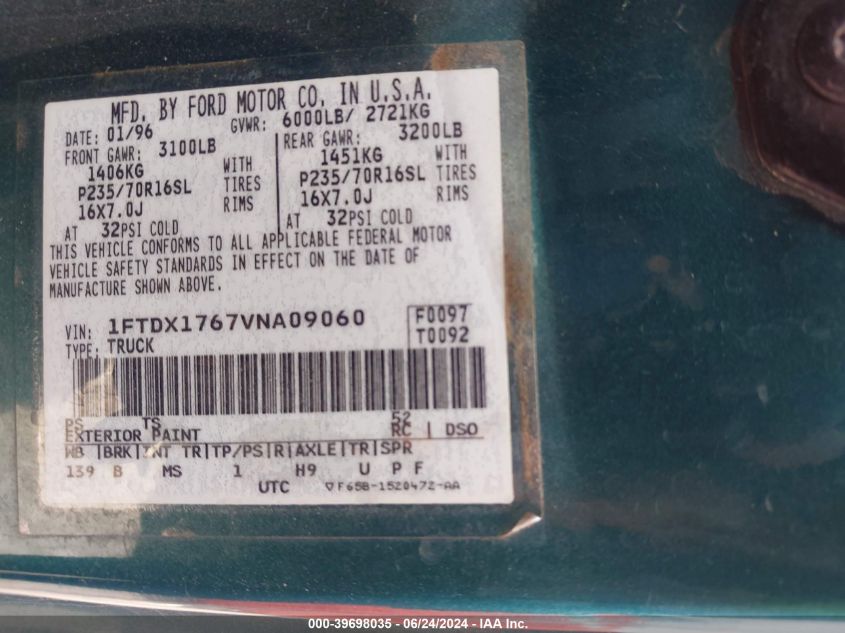 MFD. BY FORD MOTOR CO. IN U.S.A.
DATE: 01/96 GVWR: 6000LB/ 2721KG
FRONT GAWR: 3100LB REAR GAWR: 3200LB
1406KG WITH 1451KG WITH
P235/70R16SL TIRES P235/70R16SL TIRES
16X7.0J RIMS 16X7.0J RIMS
AT 32PSI COLD AT 32PSI COLD
THIS VEHICLE CONFORMS TO ALL APPLICABLE FEDERAL MOTOR
VEHICLE SAFETY STANDARDS IN EFFECT ON THE DATE OF
MANUFACTURE SHOWN ABOVE.
VIN: 1FTDX1767VNA09060 F0097
TYPE: TRUCK T0092
PS TS 52
EXTERIOR PAINT RC | DSO
WB |BRK|INT TR|TP/PS|R|AXLE|TR|SPR
139 B MS 1 H9 U P F
UTC ▽F65B-1520472-AA
000-39698035 - 06/24/2024 - IAA Inc.